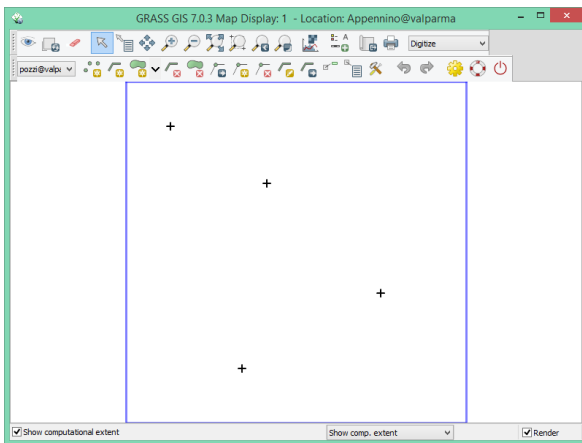 GRASS GIS 7.0.3 Map Display: 1 - Location: Appennino@valparma
Digitize
pozzi@valp
Show computational extent
Show comp. extent
Render